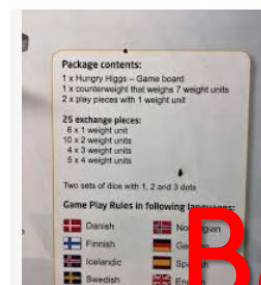 Package contents:
1 x Hungry Higgs – Game board
1 x counterweight that weighs 7 weight units
2 x play pieces with 1 weight unit
25 exchange pieces:
6 x 1 weight unit
10 x 2 weight units
4 x 3 weight units
5 x 4 weight units
Two sets of dice with 1, 2 and 3 dots
Game Play Rules in following languages:
Danish
Finnish
Icelandic
Swedish